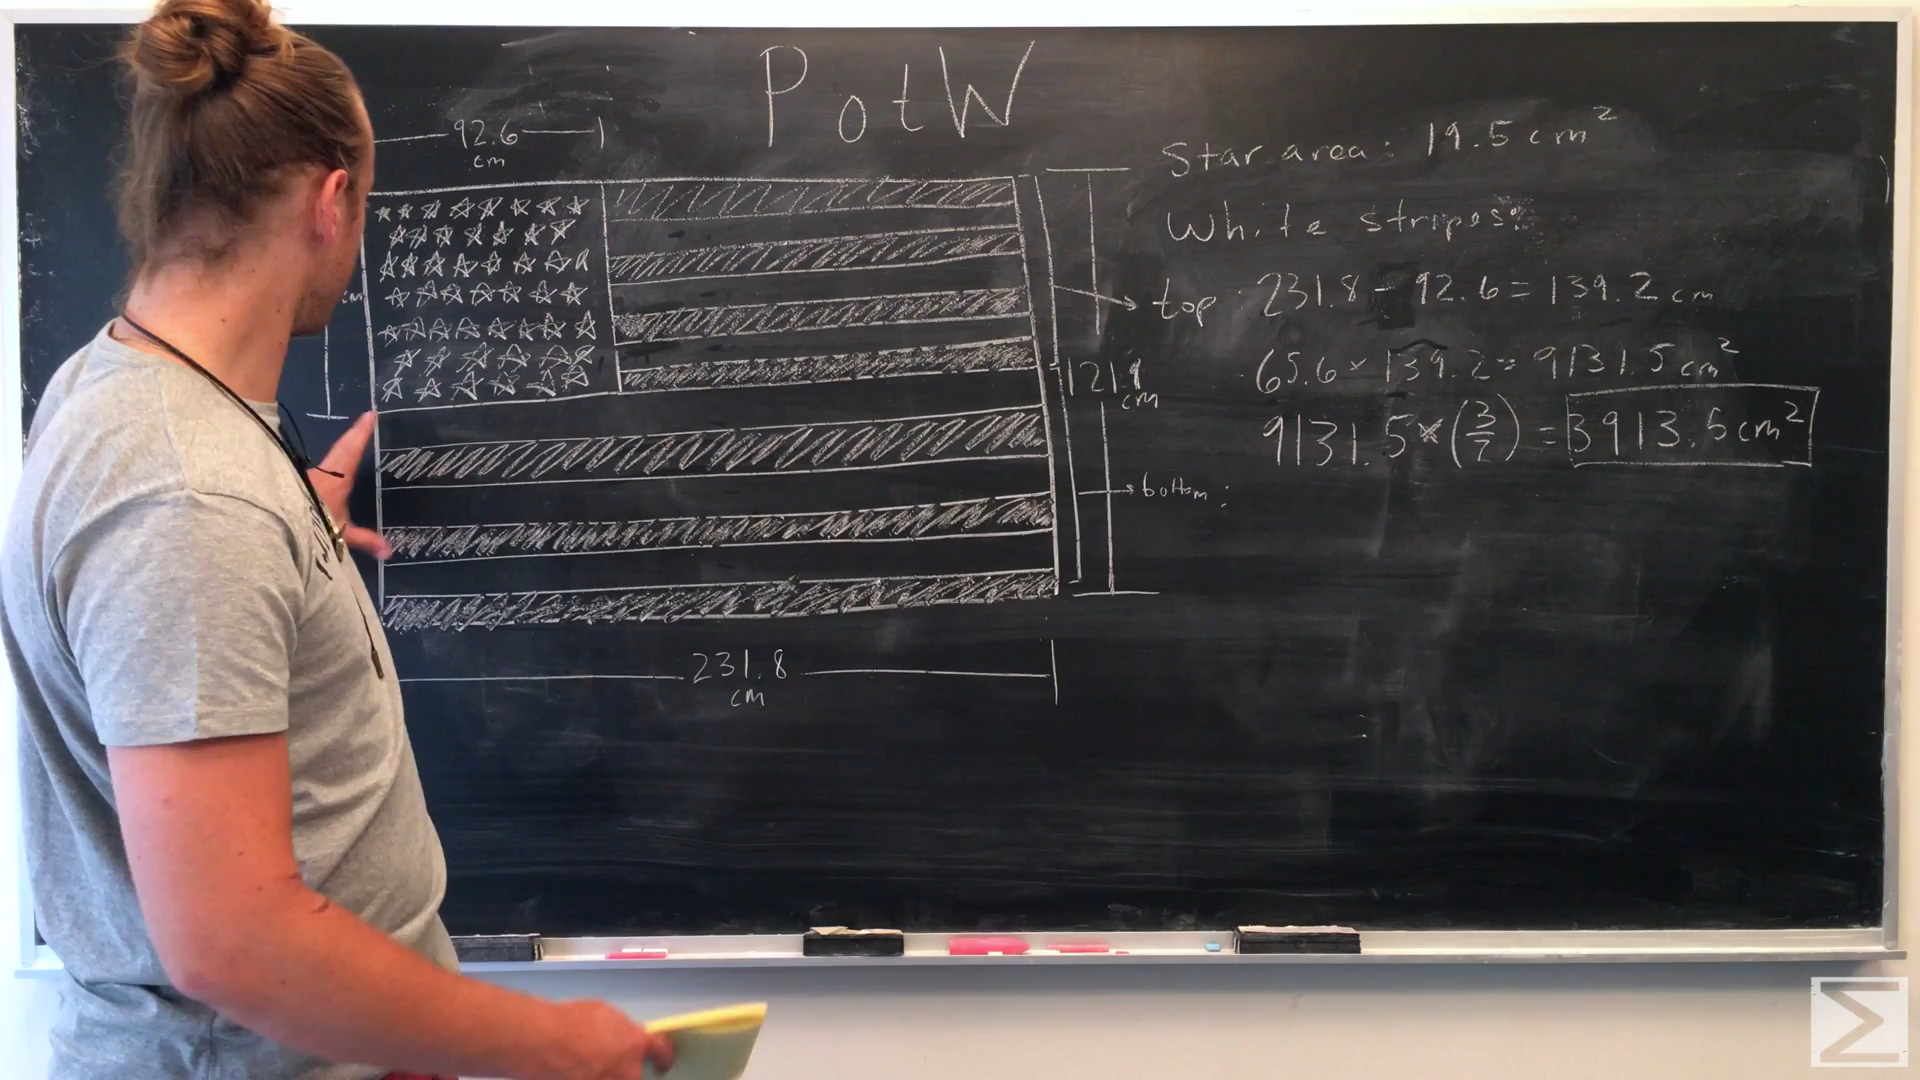 PotW
92.6
cm
cm
121.9
cm
231.8
cm
Star area: 19.5 cm²
White stripes:
top: 231.8 - 92.6 = 139.2 cm
65.6 × 139.2 = 9131.5 cm²
9131.5 × (3/7) = 3913.5 cm²
bottom:
Σ